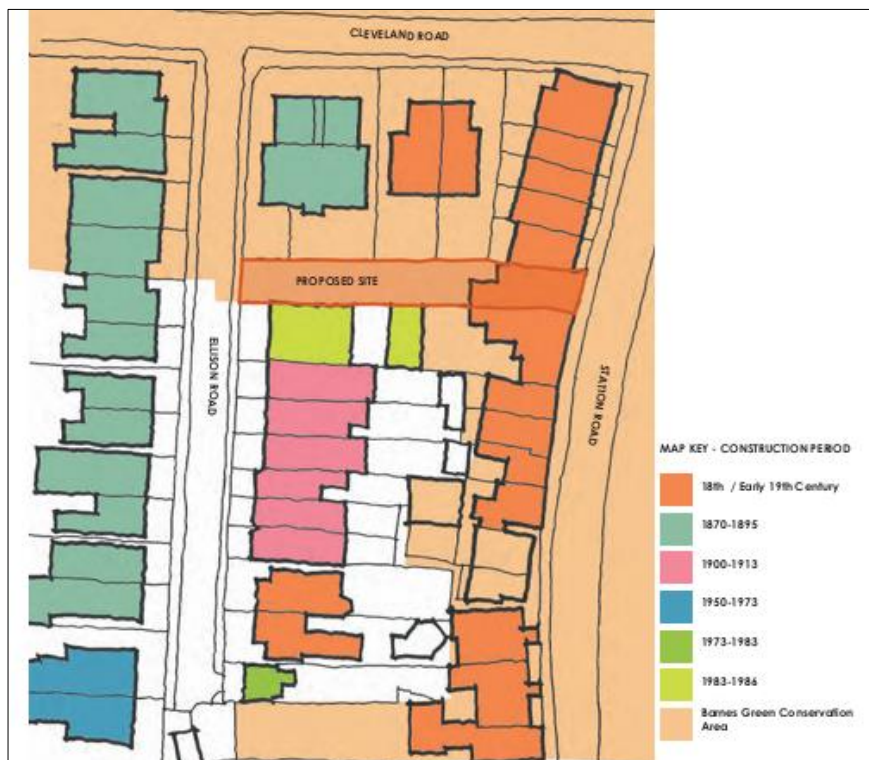 CLEVELAND ROAD
PROPOSED SITE
ELLISON ROAD
STATION ROAD
MAP KEY - CONSTRUCTION PERIOD
18th / Early 19th Century
1870-1895
1900-1913
1950-1973
1973-1983
1983-1986
Barnes Green Conservation
Area